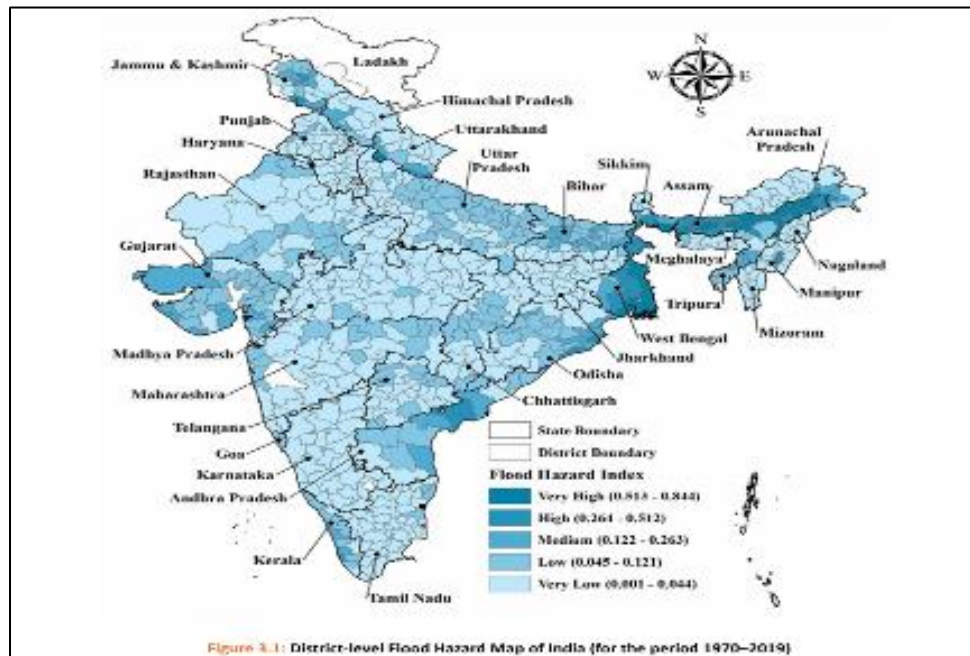 N
W E
S
Ladakh
Jammu & Kashmir
Himachal Pradesh
Punjab
Uttarakhand
Haryana
Uttar
Pradesh
Rajasthan
Arunachal
Pradesh
Sikkim
Assam
Bihar
Gujarat
Meghalaya
Nagaland
Manipur
Tripura
Mizoram
West Bengal
Jharkhand
Madhya Pradesh
Odisha
Maharashtra
Chhattisgarh
Telangana
Goa
Karnataka
Andhra Pradesh
Kerala
Tamil Nadu
State Boundary
District Boundary
Flood Hazard Index
Very High (0.513 - 0.844)
High (0.264 - 0.512)
Medium (0.122 - 0.263)
Low (0.045 - 0.121)
Very Low (0.001 - 0.044)
Figure 3.1: District-level Flood Hazard Map of India (for the period 1970–2019)